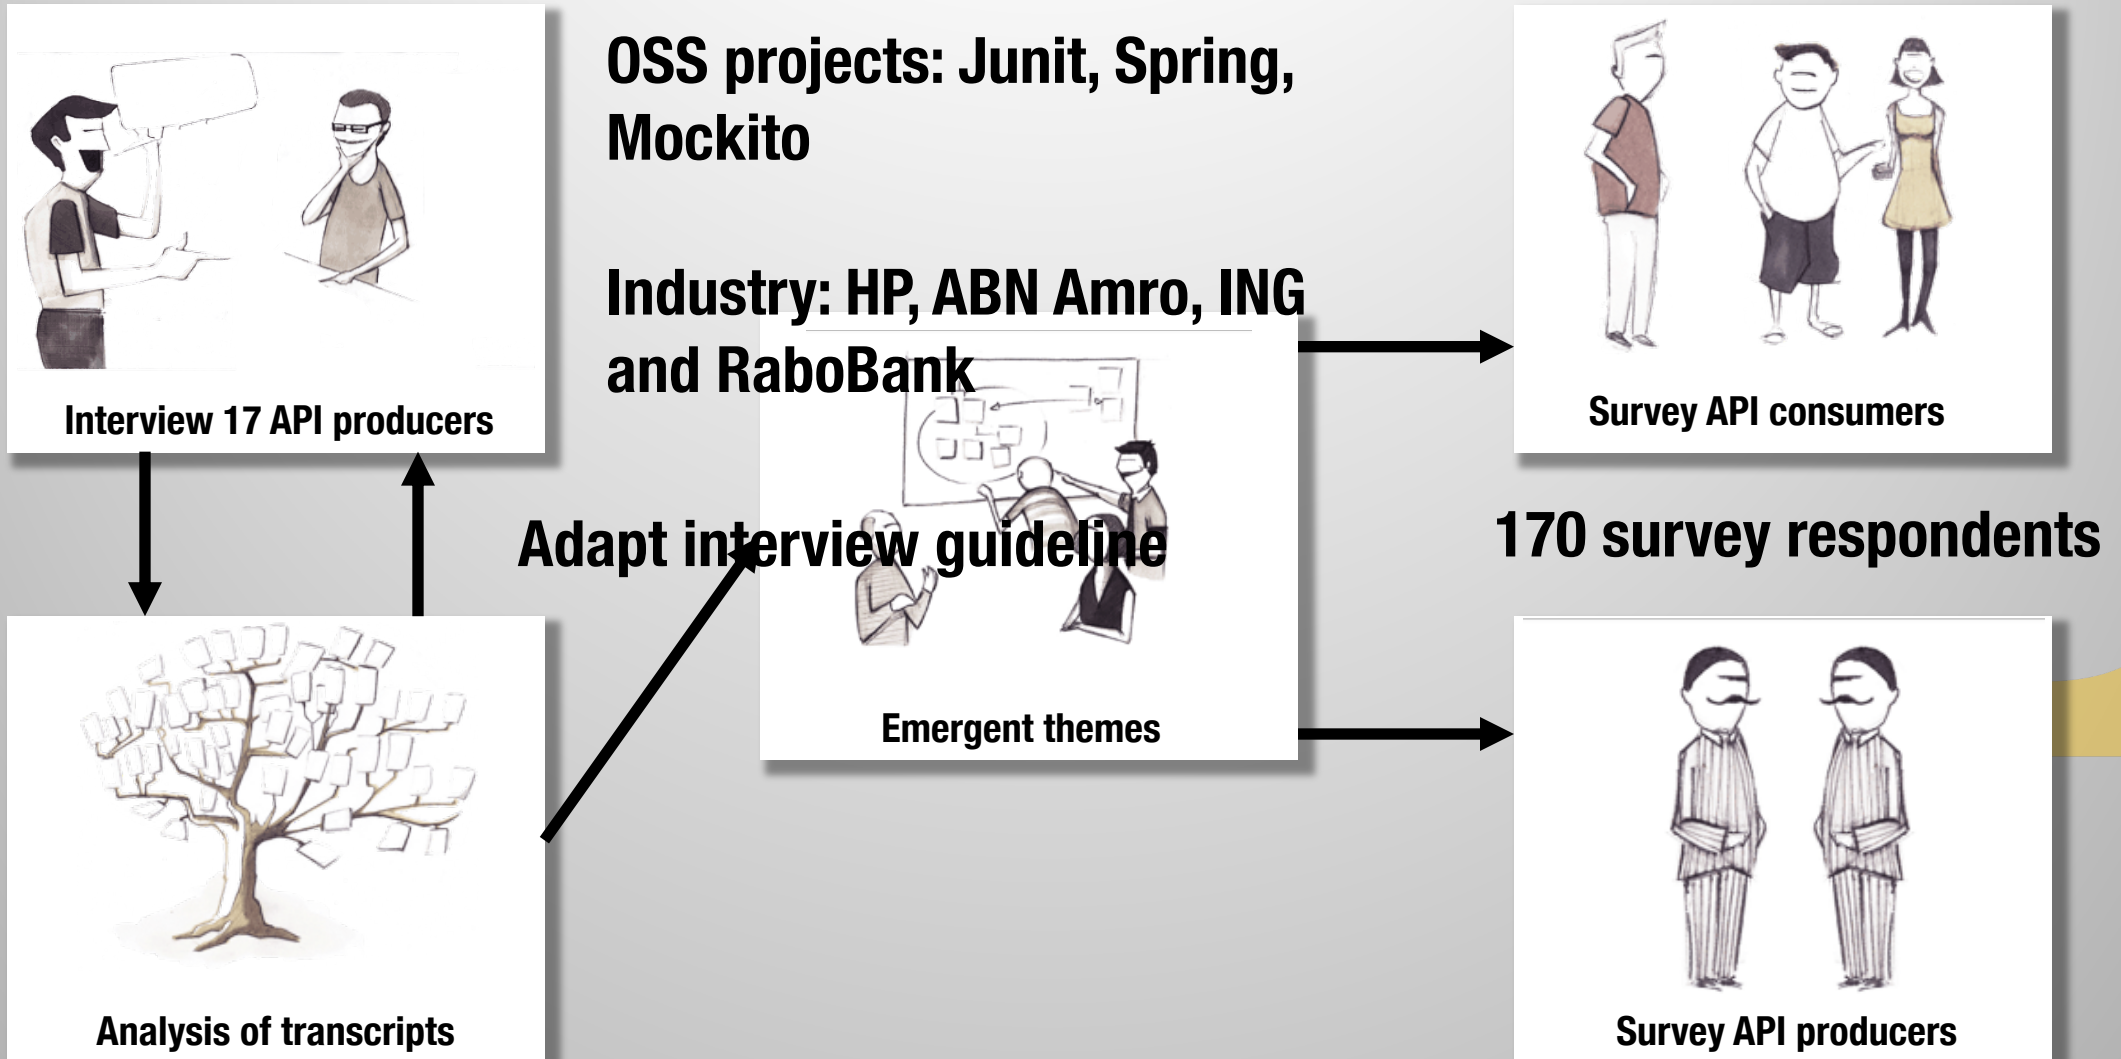 OSS projects: Junit, Spring,
Mockito
Industry: HP, ABN Amro, ING
and RaboBank
Interview 17 API producers
Survey API consumers
Adapt interview guideline
170 survey respondents
Emergent themes
Analysis of transcripts
Survey API producers